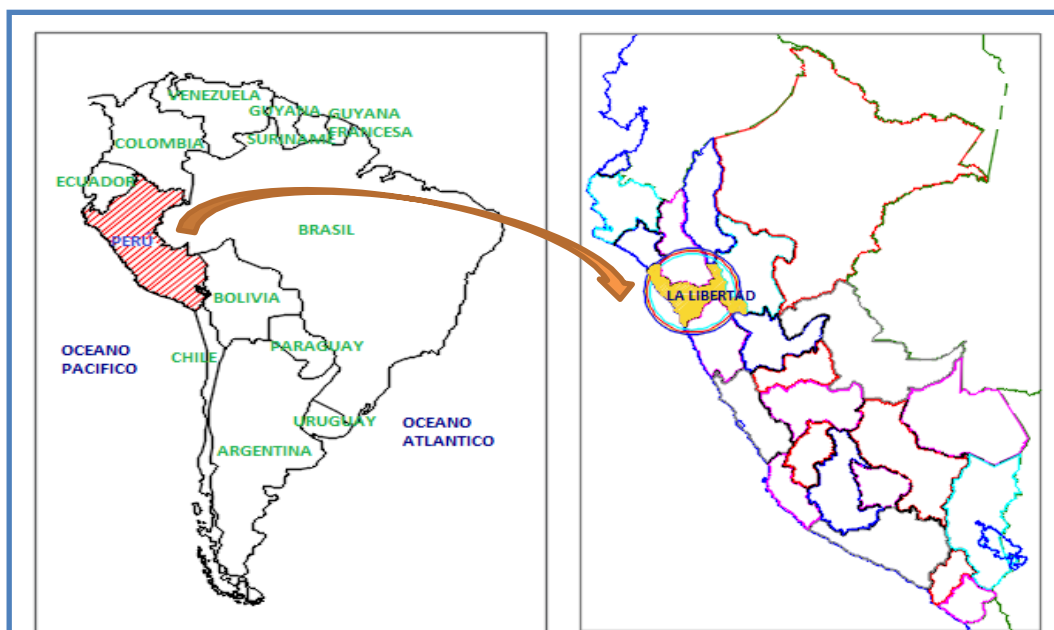 VENEZUELA
GUYANA
GUYANA
FRANCESA
SURINAME
COLOMBIA
ECUADOR
PERU
BRASIL
BOLIVIA
PARAGUAY
CHILE
OCEANO
PACIFICO
URUGUAY
OCEANO
ATLANTICO
ARGENTINA
LA LIBERTAD